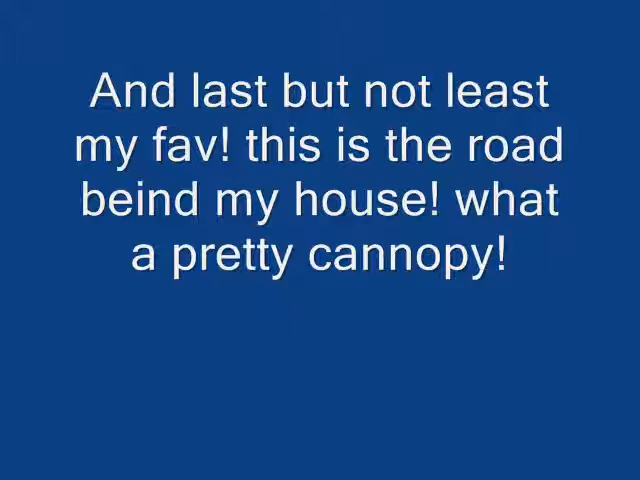 And last but not least
my fav! this is the road
beind my house! what
a pretty cannopy!